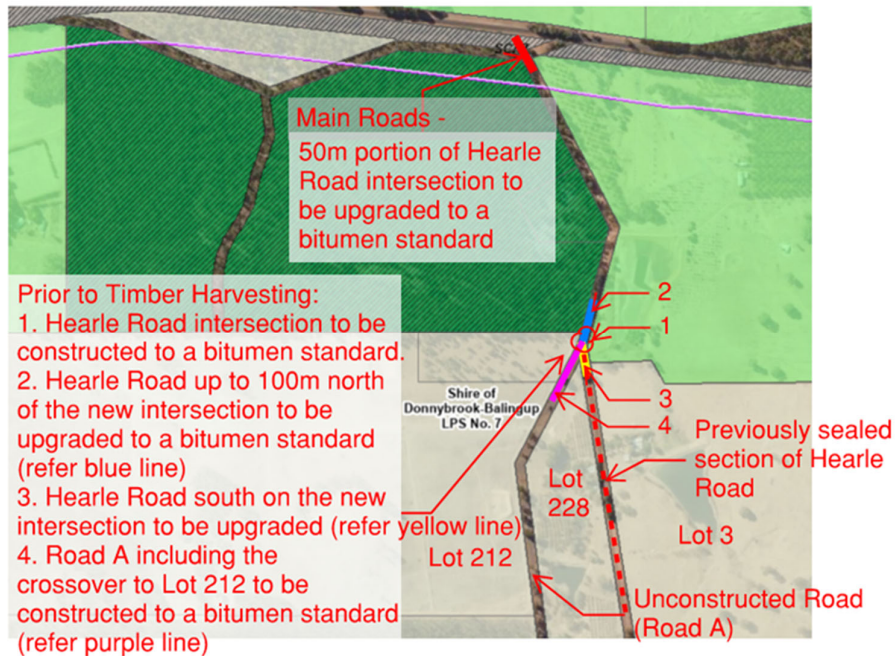 SCA
Main Roads -
50m portion of Hearle
Road intersection to
be upgraded to a
bitumen standard
Prior to Timber Harvesting:
1. Hearle Road intersection to be
constructed to a bitumen standard.
2. Hearle Road up to 100m north
of the new intersection to be
upgraded to a bitumen standard
(refer blue line)
3. Hearle Road south on the new
intersection to be upgraded (refer yellow line)
4. Road A including the
crossover to Lot 212 to be
constructed to a bitumen standard
(refer purple line)
2
1
3
4
Shire of
Donnybrook-Balingup
LPS No. 7
Previously sealed
section of Hearle
Road
Lot
228
Lot 3
Lot 212
Unconstructed Road
(Road A)